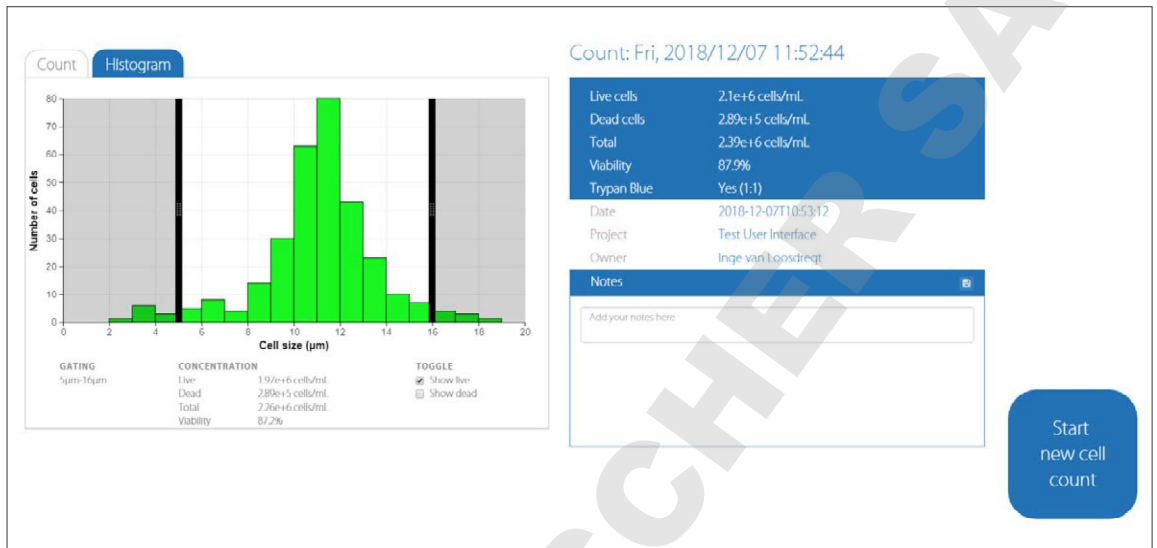 Count Histogram
80
70
60
50
40
30
20
10
0
Number of cells
0 2 4 6 8 10 12 14 16 18 20
Cell size (μm)
GATING
5μm-16μm
CONCENTRATION
Live 1.97e+6 cells/mL
Dead 2.89e+5 cells/mL
Total 2.26e+6 cells/mL
Viability 87.2%
TOGGLE
Show live
Show dead
Count: Fri, 2018/12/07 11:52:44
Live cells 2.1e+6 cells/mL
Dead cells 2.89e+5 cells/mL
Total 2.39e+6 cells/mL
Viability 87.9%
Trypan Blue Yes (1:1)
Date 2018-12-07T10:53:12
Project Test User Interface
Owner Inge van Loosdregt
Notes
Add your notes here
Start
new cell
count
SCHER SA